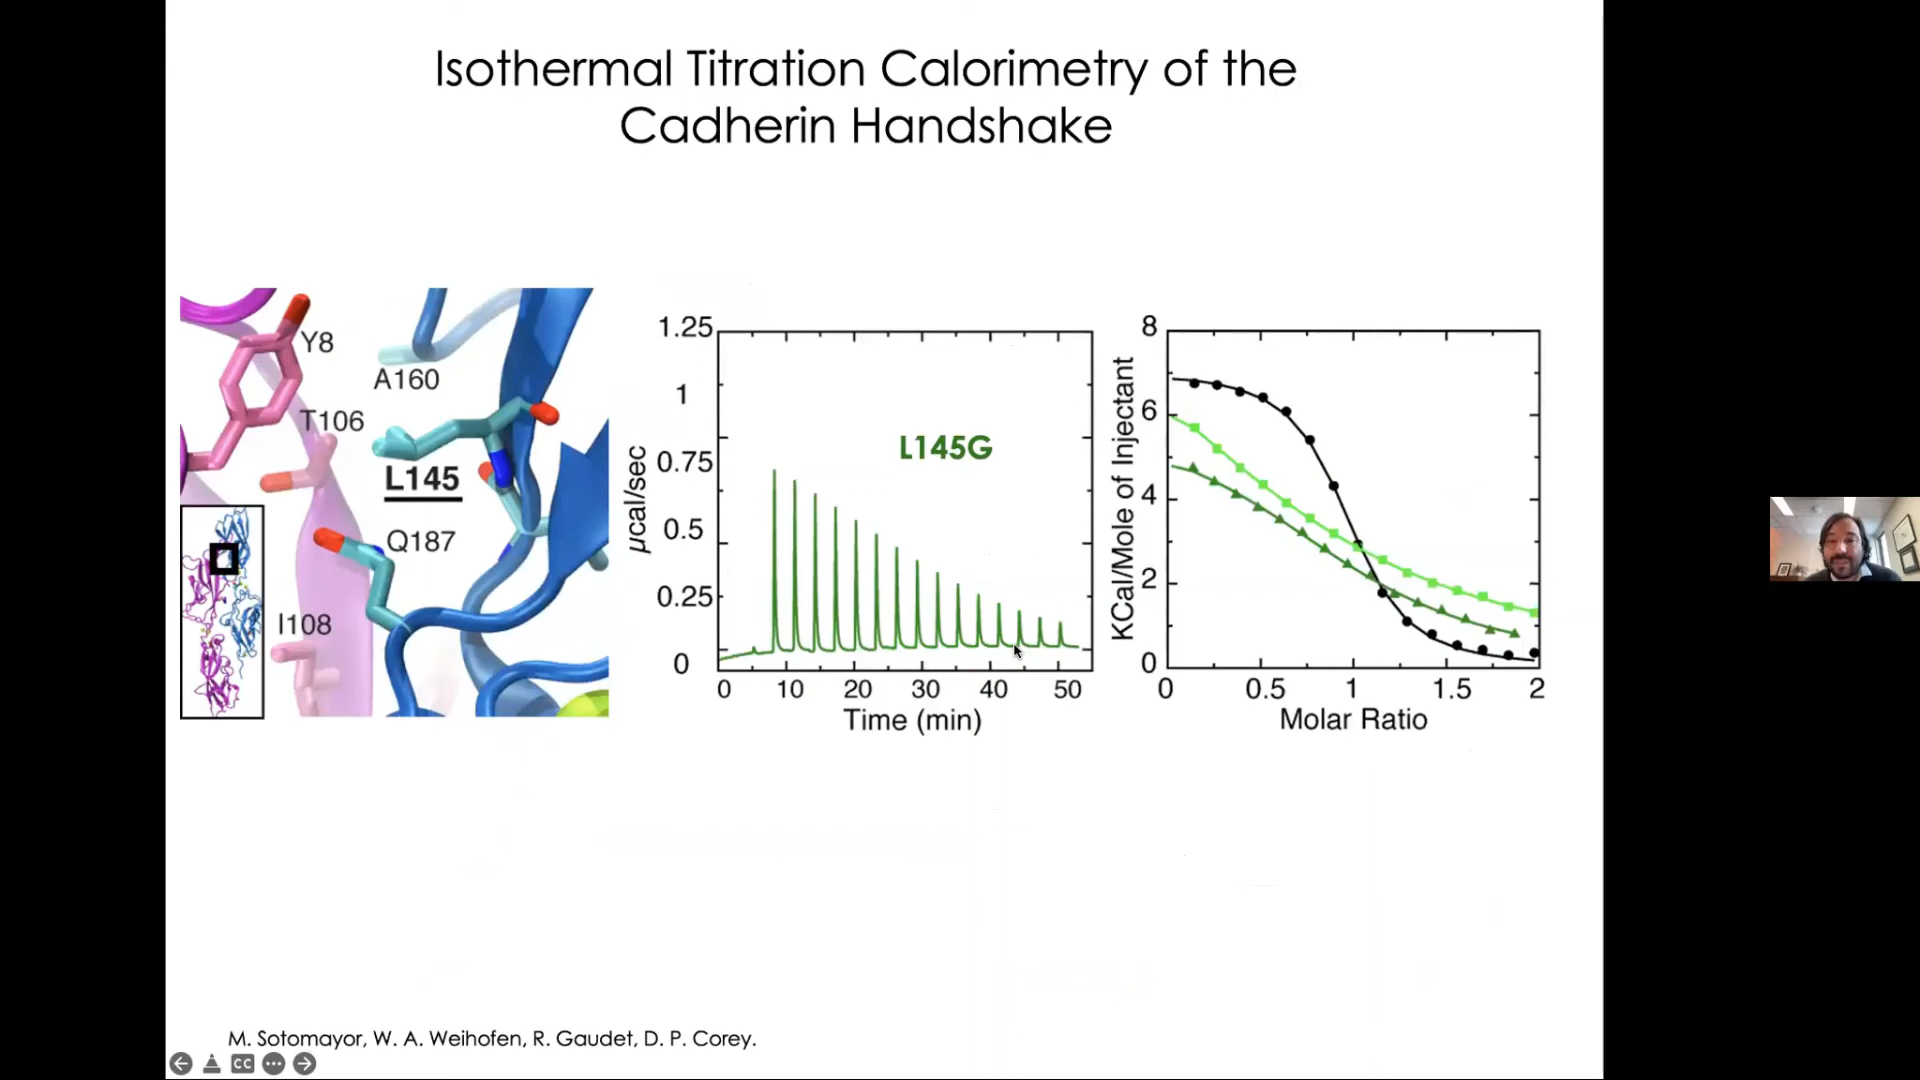 Isothermal Titration Calorimetry of the
Cadherin Handshake
Y8
A160
T106
L145
Q187
I108
1.25
1
0.75
0.5
0.25
0
µcal/sec
L145G
0 10 20 30 40 50
Time (min)
8
6
4
2
0
KCal/Mole of Injectant
0 0.5 1 1.5 2
Molar Ratio
M. Sotomayor, W. A. Weihofen, R. Gaudet, D. P. Corey.
CC